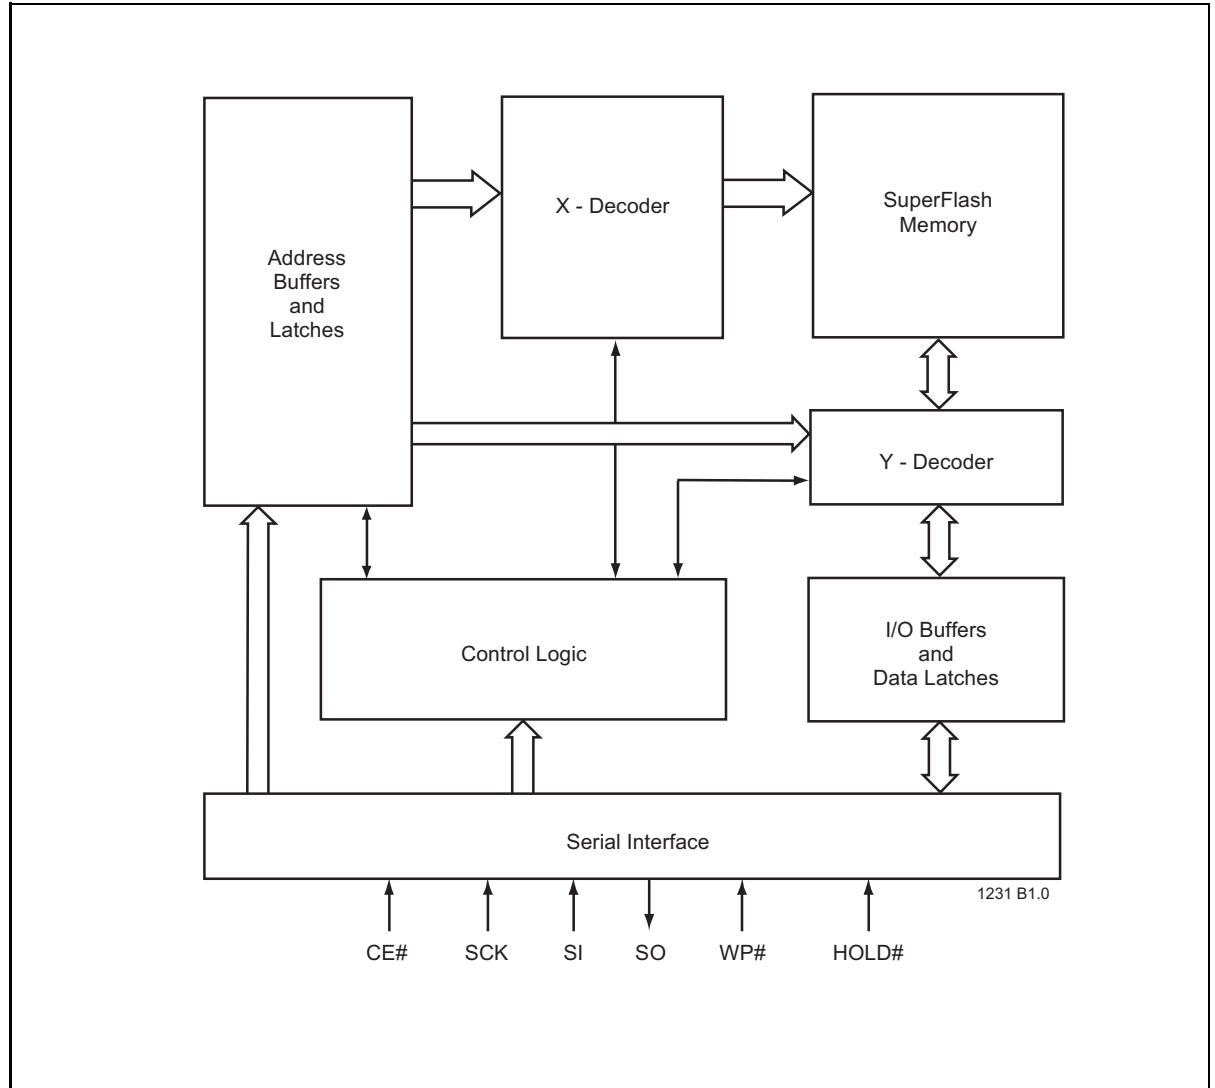 X - Decoder
SuperFlash
Memory
Address
Buffers
and
Latches
Y - Decoder
Control Logic
I/O Buffers
and
Data Latches
Serial Interface
1231 B1.0
CE#
SCK
SI
SO
WP#
HOLD#